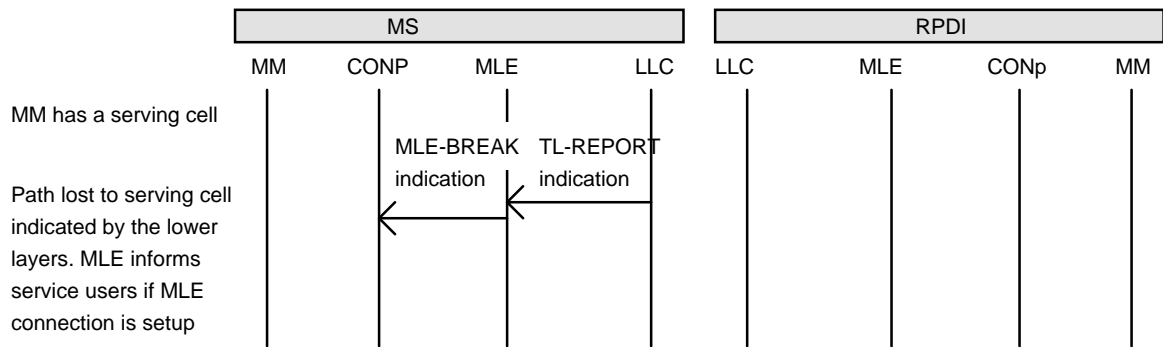 MS
RPDI
MM CONP MLE LLC LLC MLE CONp MM
MM has a serving cell
MLE-BREAK TL-REPORT
indication indication
Path lost to serving cell
indicated by the lower
layers. MLE informs
service users if MLE
connection is setup